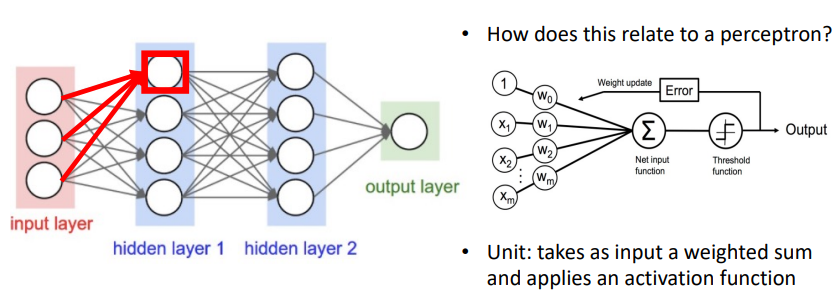 input layer
hidden layer 1
hidden layer 2
output layer
• How does this relate to a perceptron?
1
x₁
x₂
⋮
xₘ
w₀
w₁
w₂
wₘ
Weight update
Error
Σ
Net input
function
Threshold
function
Output
• Unit: takes as input a weighted sum
and applies an activation function